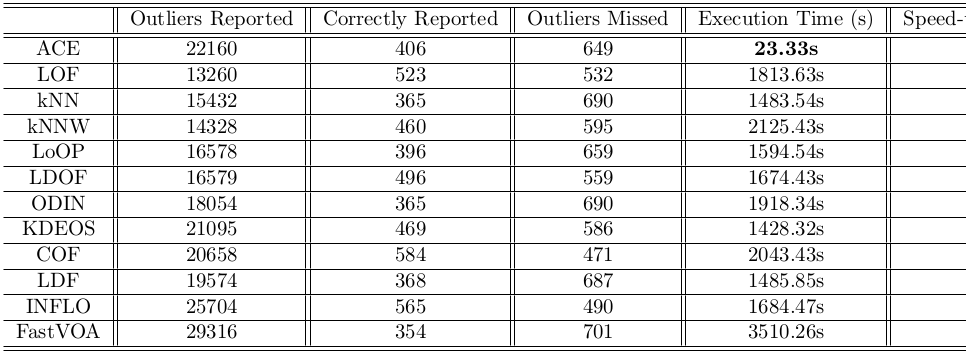 Outliers Reported Correctly Reported Outliers Missed Execution Time (s) Speed-
ACE 22160 406 649 23.33s
LOF 13260 523 532 1813.63s
kNN 15432 365 690 1483.54s
kNNW 14328 460 595 2125.43s
LoOP 16578 396 659 1594.54s
LDOF 16579 496 559 1674.43s
ODIN 18054 365 690 1918.34s
KDEOS 21095 469 586 1428.32s
COF 20658 584 471 2043.43s
LDF 19574 368 687 1485.85s
INFLO 25704 565 490 1684.47s
FastVOA 29316 354 701 3510.26s